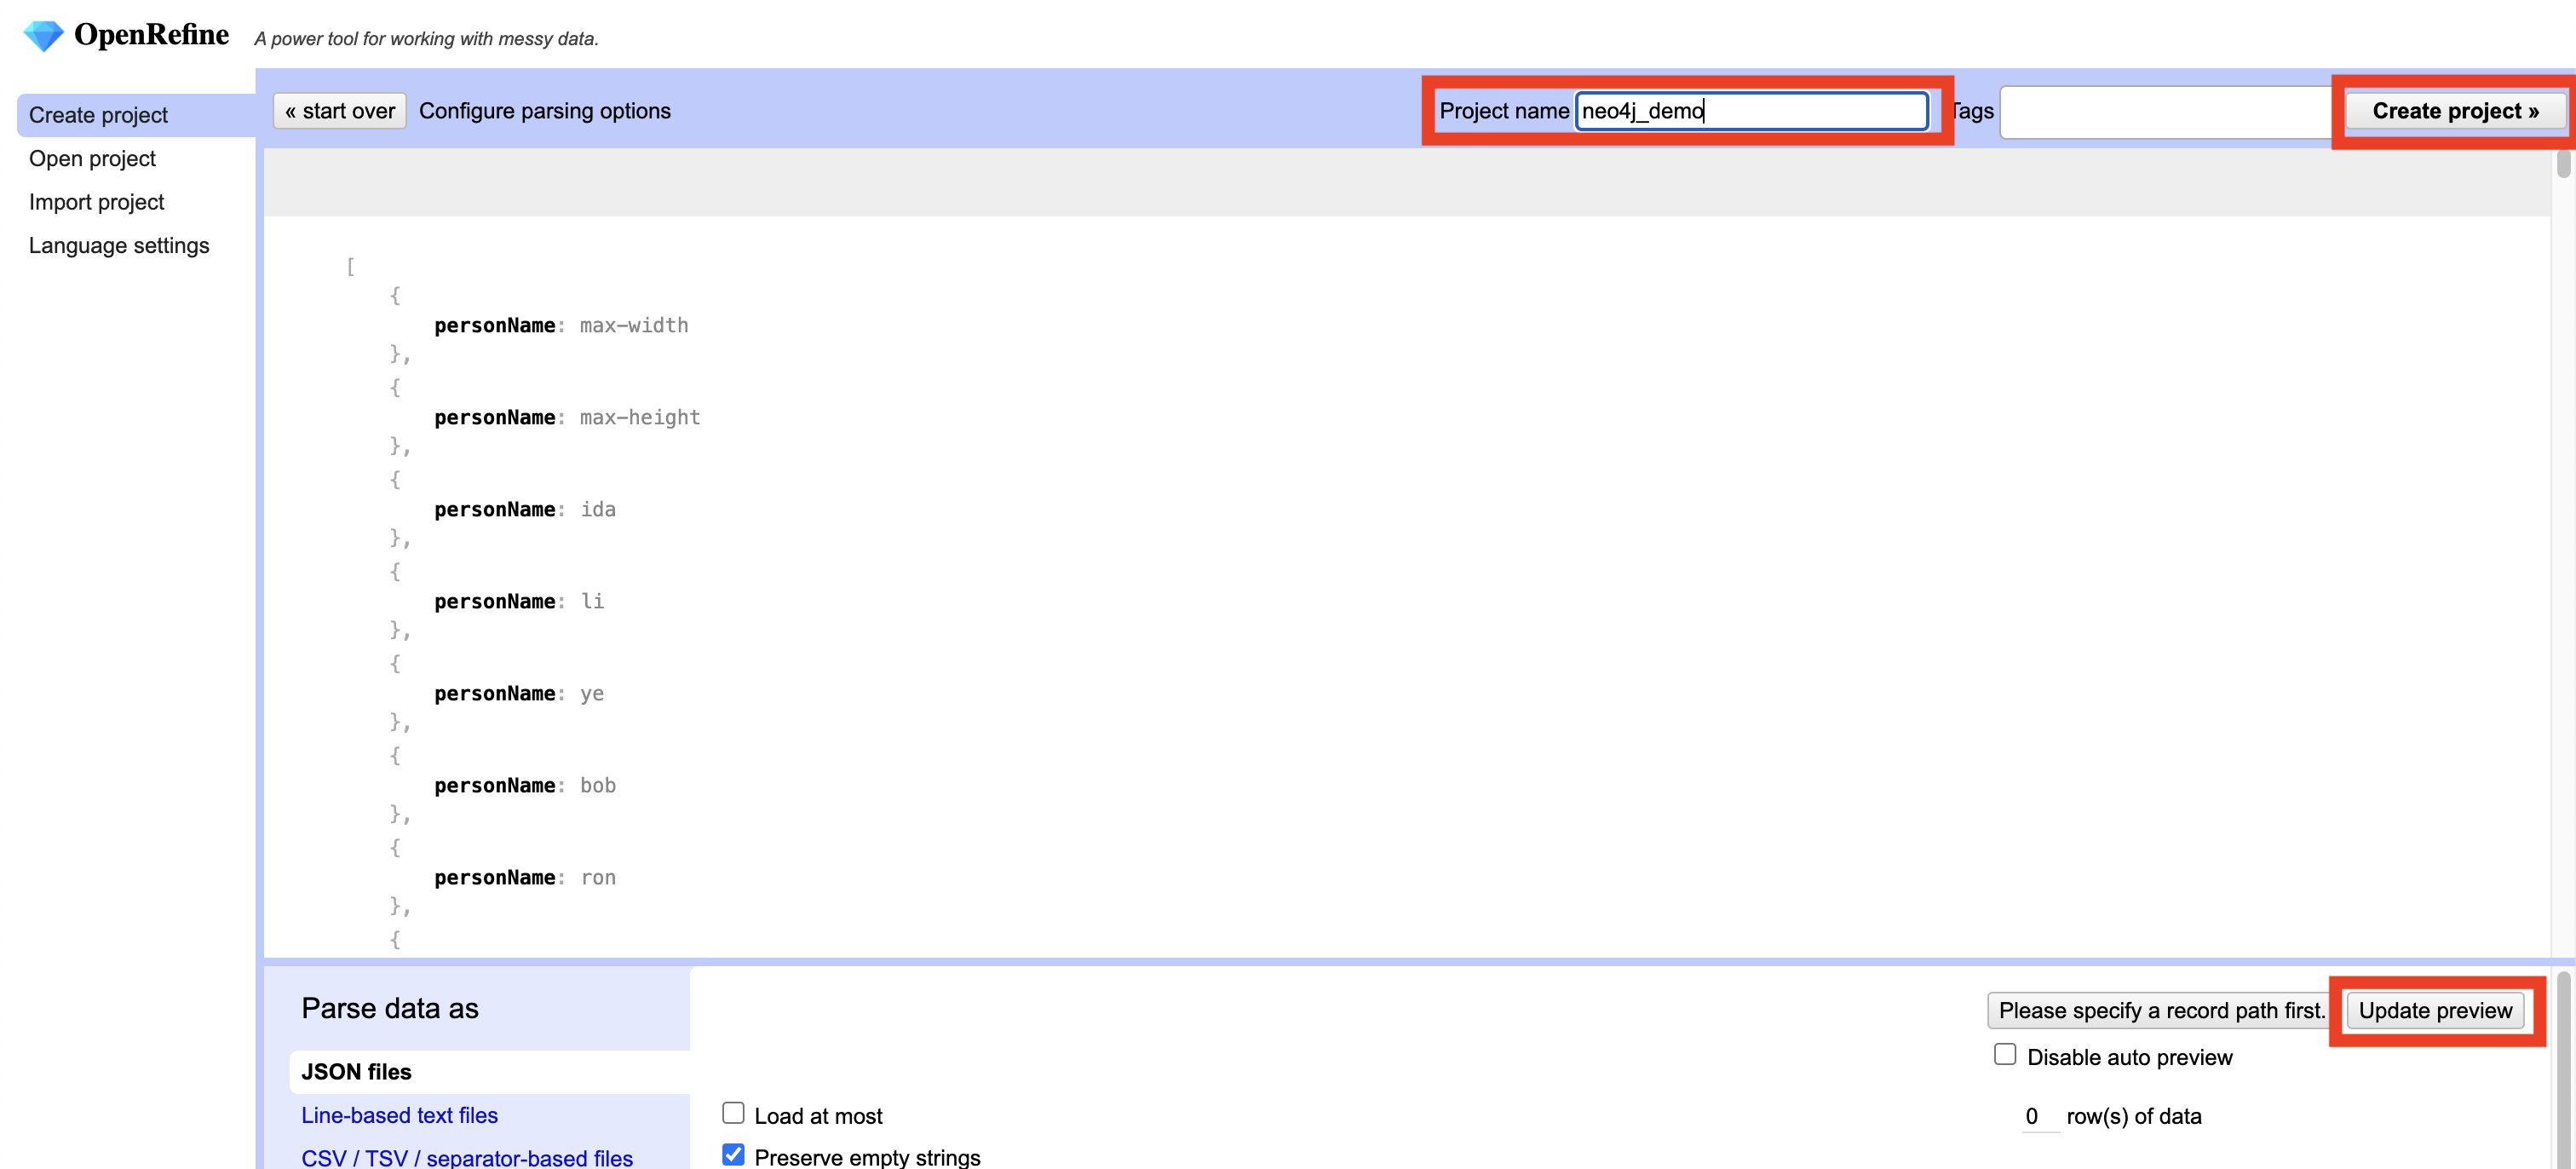 OpenRefine A power tool for working with messy data.
Create project
Open project
Import project
Language settings
« start over Configure parsing options Project name neo4j_demo Tags Create project »
[
{
personName: max-width
},
{
personName: max-height
},
{
personName: ida
},
{
personName: li
},
{
personName: ye
},
{
personName: bob
},
{
personName: ron
},
{
Parse data as
JSON files
Line-based text files
CSV / TSV / separator-based files
Please specify a record path first. Update preview
Disable auto preview
Load at most 0 row(s) of data
Preserve empty strings